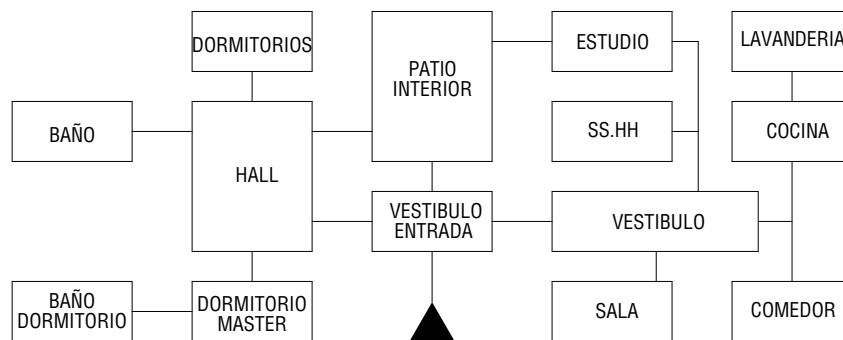 DORMITORIOS
PATIO
INTERIOR
ESTUDIO
LAVANDERIA
BAÑO
HALL
SS.HH
COCINA
VESTIBULO
ENTRADA
VESTIBULO
BAÑO
DORMITORIO
DORMITORIO
MASTER
SALA
COMEDOR